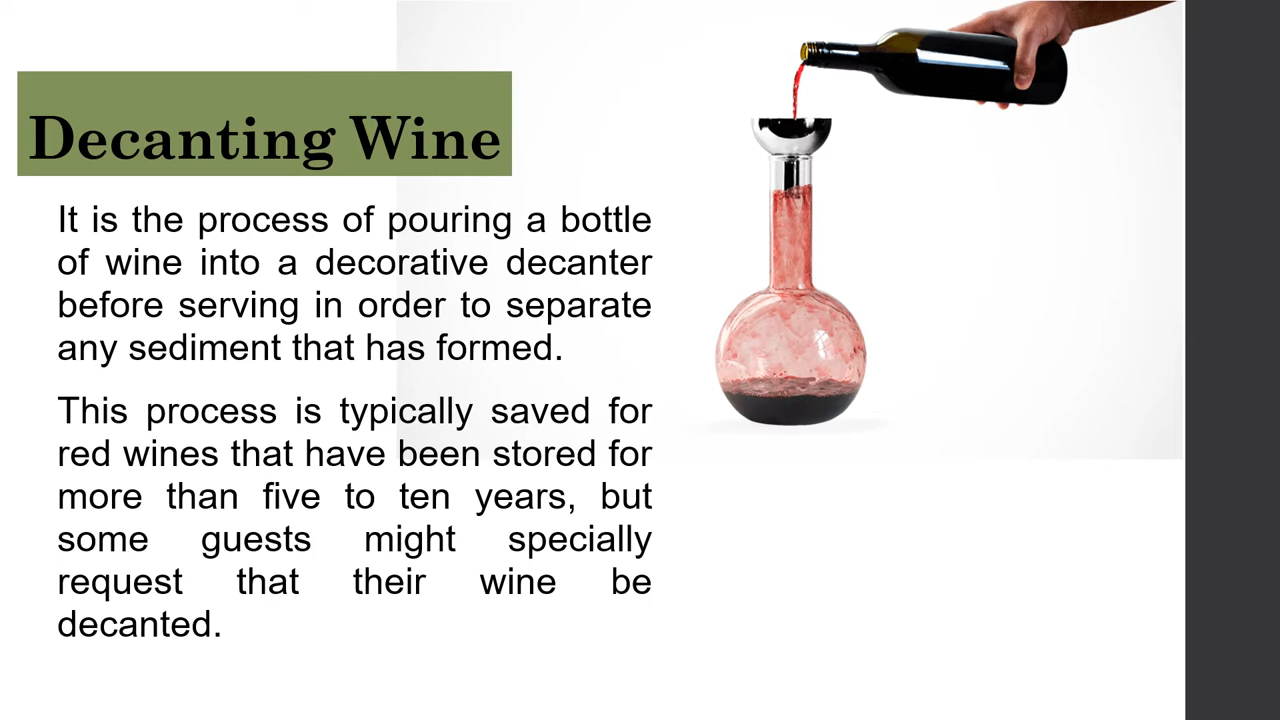 Decanting Wine
It is the process of pouring a bottle
of wine into a decorative decanter
before serving in order to separate
any sediment that has formed.
This process is typically saved for
red wines that have been stored for
more than five to ten years, but
some guests might specially
request that their wine be
decanted.